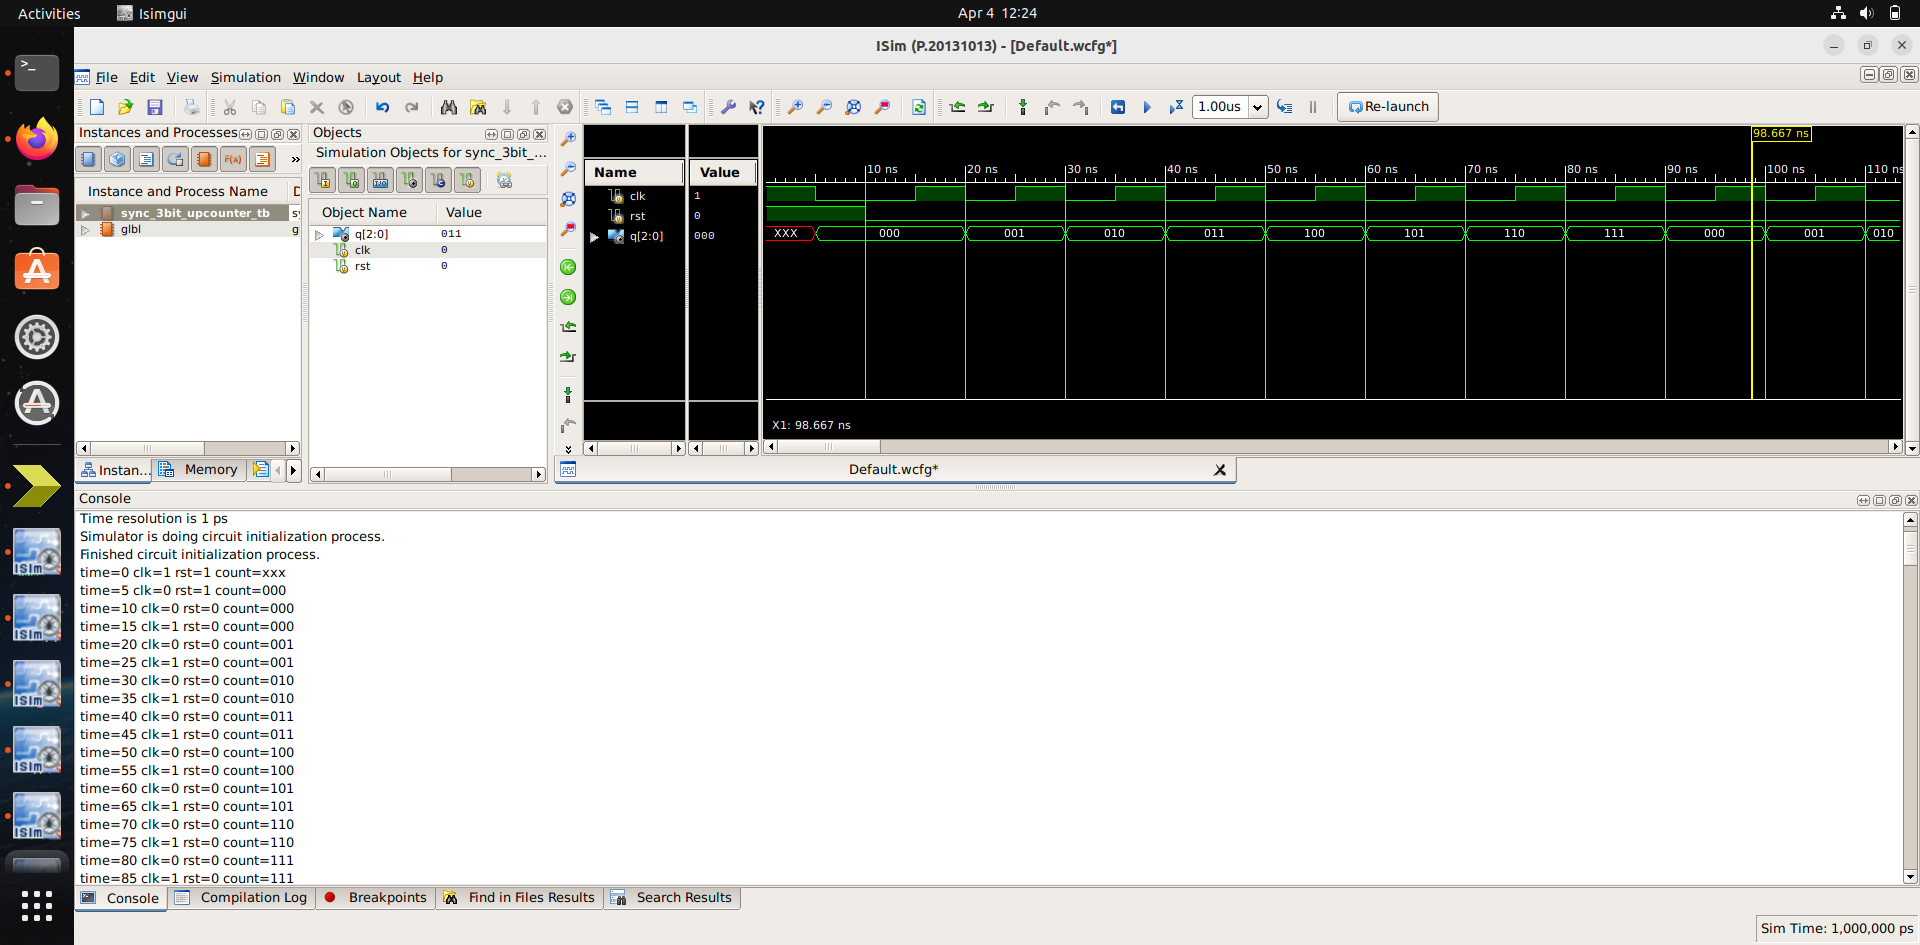 Activities
Isimgui
Apr 4 12:24
ISim (P.20131013) - [Default.wcfg*]
File Edit View Simulation Window Layout Help
1.00us
Re-launch
Instances and Processes
F(x)
»
Instance and Process Name D
sync_3bit_upcounter_tb sy
glbl g
Instan...
Memory
Objects
Simulation Objects for sync_3bit_...
Object Name Value
q[2:0] 011
clk 0
rst 0
Name Value
clk 1
rst 0
q[2:0] 000
98.667 ns
10 ns 20 ns 30 ns 40 ns 50 ns 60 ns 70 ns 80 ns 90 ns 100 ns 110 ns
XXX 000 001 010 011 100 101 110 111 000 001 010
X1: 98.667 ns
Default.wcfg*
Console
Time resolution is 1 ps
Simulator is doing circuit initialization process.
Finished circuit initialization process.
time=0 clk=1 rst=1 count=xxx
time=5 clk=0 rst=1 count=000
time=10 clk=0 rst=0 count=000
time=15 clk=1 rst=0 count=000
time=20 clk=0 rst=0 count=001
time=25 clk=1 rst=0 count=001
time=30 clk=0 rst=0 count=010
time=35 clk=1 rst=0 count=010
time=40 clk=0 rst=0 count=011
time=45 clk=1 rst=0 count=011
time=50 clk=0 rst=0 count=100
time=55 clk=1 rst=0 count=100
time=60 clk=0 rst=0 count=101
time=65 clk=1 rst=0 count=101
time=70 clk=0 rst=0 count=110
time=75 clk=1 rst=0 count=110
time=80 clk=0 rst=0 count=111
time=85 clk=1 rst=0 count=111
Console
Compilation Log
Breakpoints
Find in Files Results
Search Results
Sim Time: 1,000,000 ps
ISim
ISim
ISim
ISim
ISim